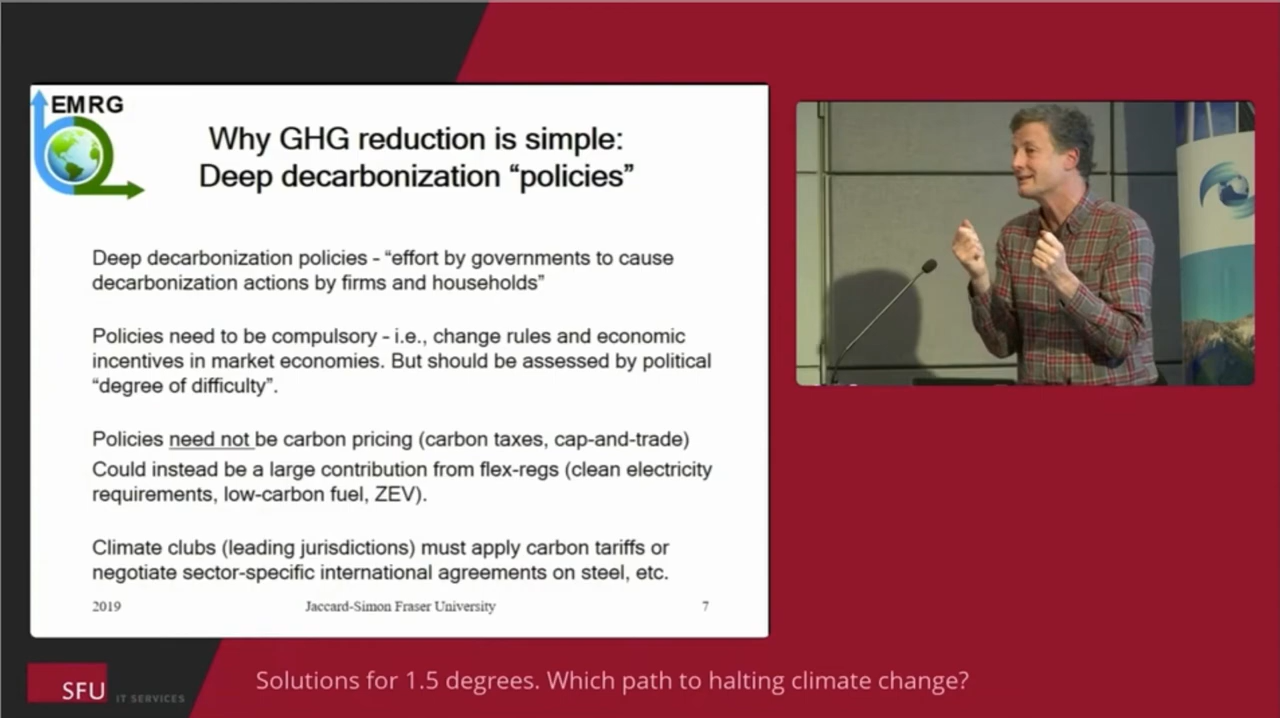 EMRG
Why GHG reduction is simple:
Deep decarbonization “policies”
Deep decarbonization policies - “effort by governments to cause
decarbonization actions by firms and households”
Policies need to be compulsory - i.e., change rules and economic
incentives in market economies. But should be assessed by political
“degree of difficulty”.
Policies need not be carbon pricing (carbon taxes, cap-and-trade)
Could instead be a large contribution from flex-regs (clean electricity
requirements, low-carbon fuel, ZEV).
Climate clubs (leading jurisdictions) must apply carbon tariffs or
negotiate sector-specific international agreements on steel, etc.
2019 Jaccard-Simon Fraser University 7
SFU IT SERVICES
Solutions for 1.5 degrees. Which path to halting climate change?